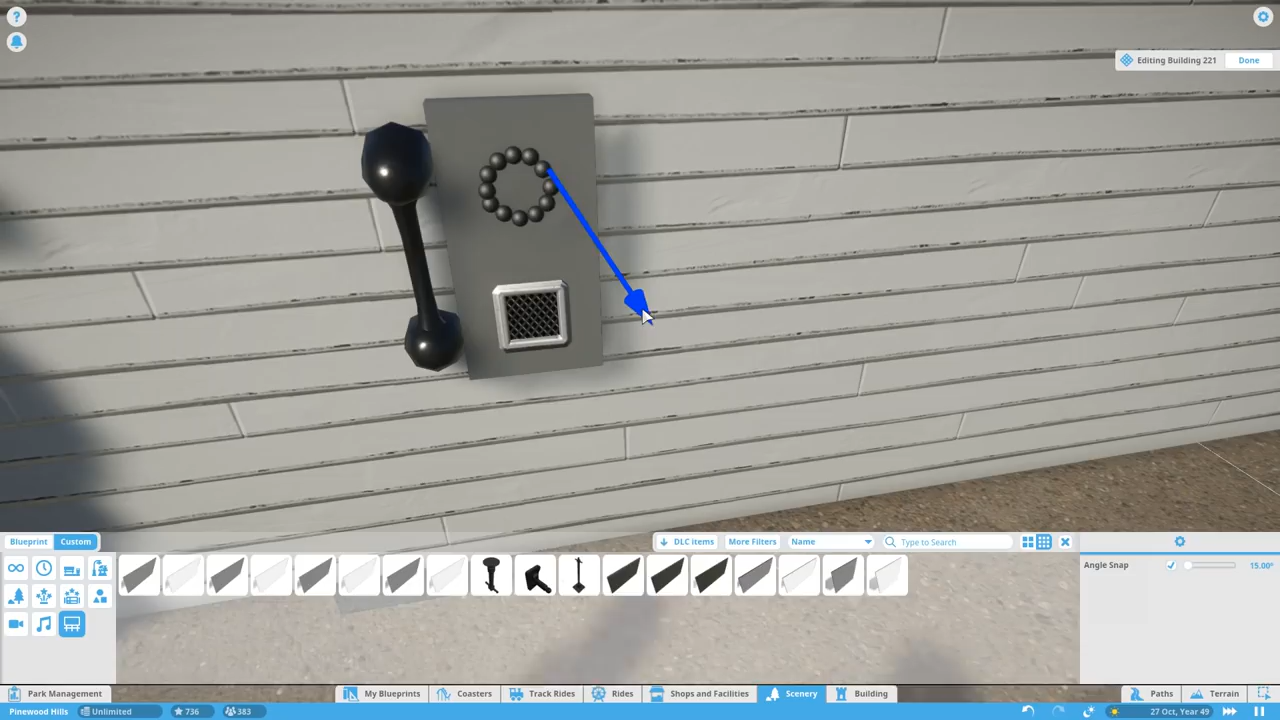 ?
Editing Building 221 Done
Blueprint Custom DLC items More Filters Name Type to Search
Angle Snap 15.00°
Park Management My Blueprints Coasters Track Rides Rides Shops and Facilities Scenery Building Paths Terrain
Pinewood Hills Unlimited 736 383 27 Oct, Year 49